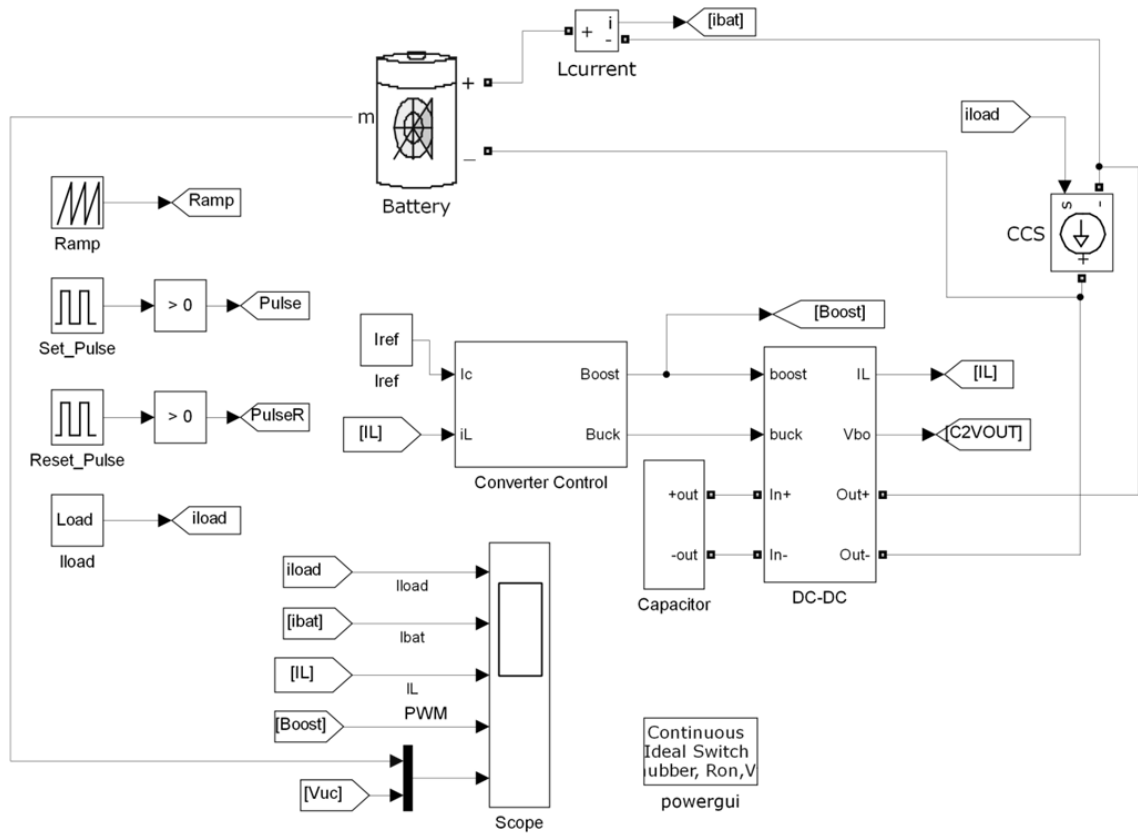 i
+
-
[ibat]
Lcurrent
+
m
_
Battery
iload
s
-
CCS
+
Ramp
Ramp
> 0
Pulse
Set_Pulse
[Boost]
Iref
Iref
Ic
Boost
boost
IL
[IL]
> 0
PulseR
Reset_Pulse
[IL]
iL
Buck
buck
Vbo
[C2VOUT]
Converter Control
+out
In+
Out+
Load
iload
Iload
-out
In-
Out-
Capacitor
DC-DC
iload
Iload
[ibat]
Ibat
[IL]
IL
[Boost]
PWM
[Vuc]
Scope
Continuous
Ideal Switch
nubber, Ron,V
powergui